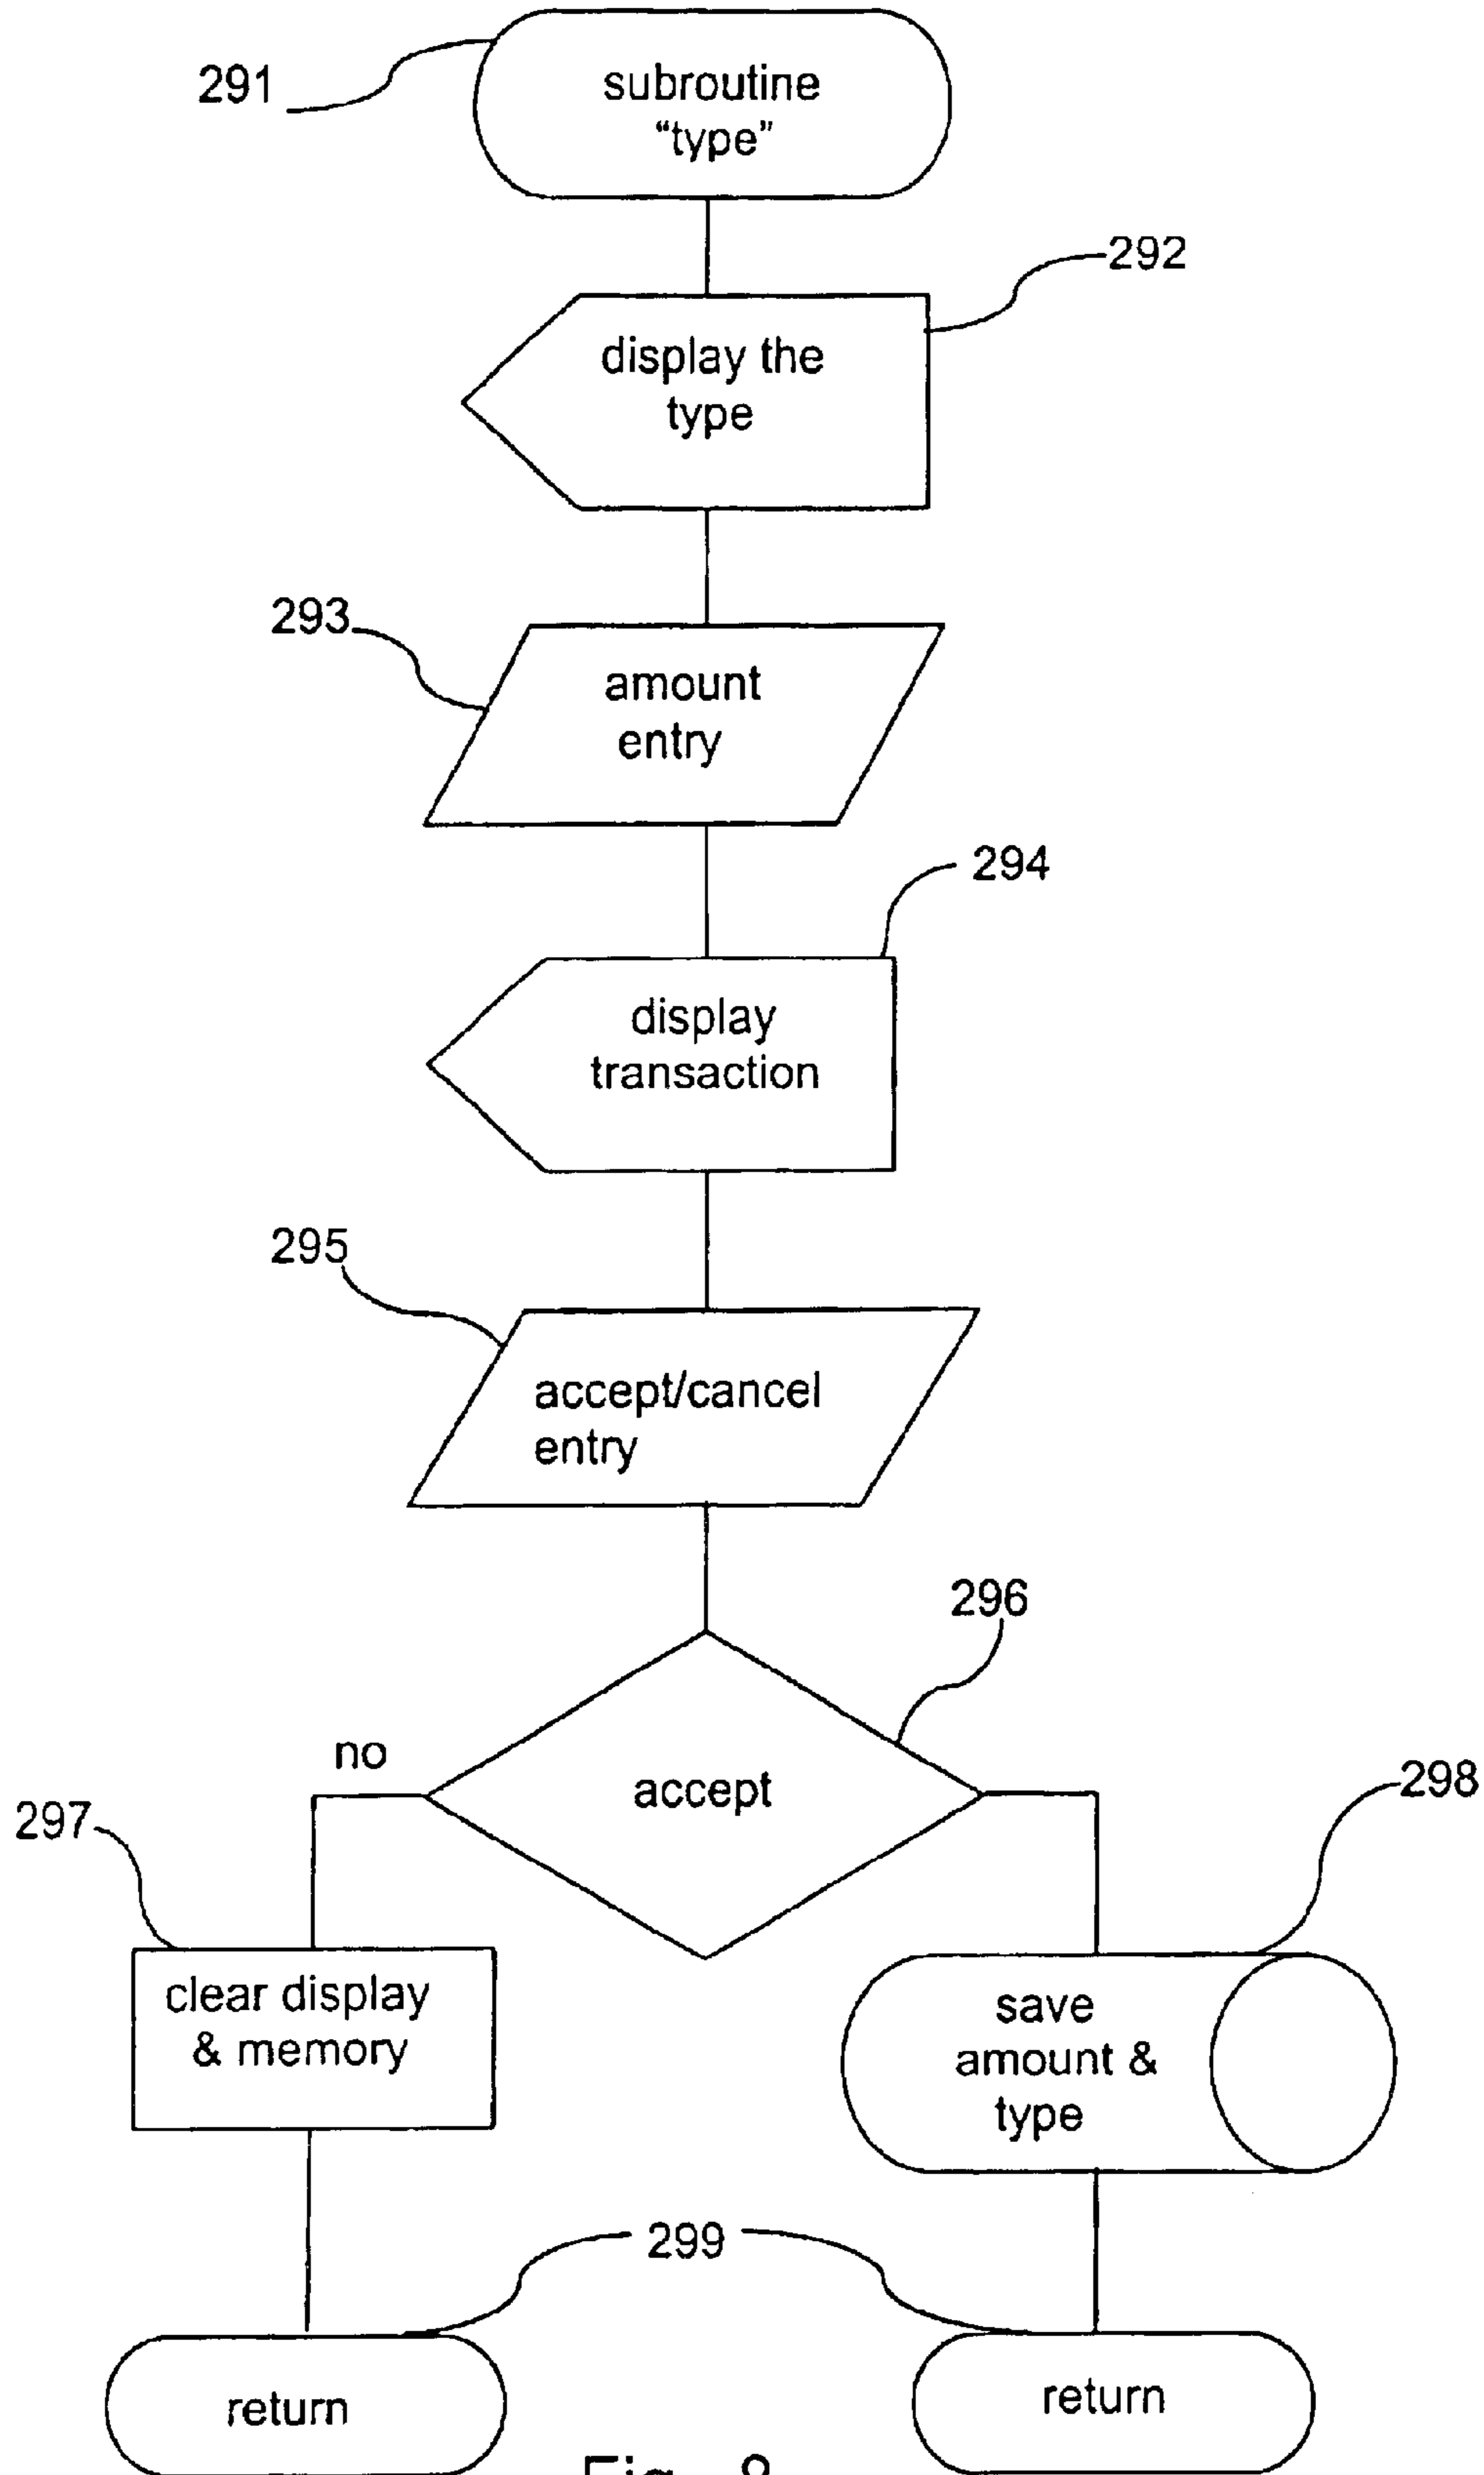 291
subroutine
“type”
292
display the
type
293
amount
entry
294
display
transaction
295
accept/cancel
entry
296
no
accept
297
298
clear display
& memory
save
amount &
type
299
return
return